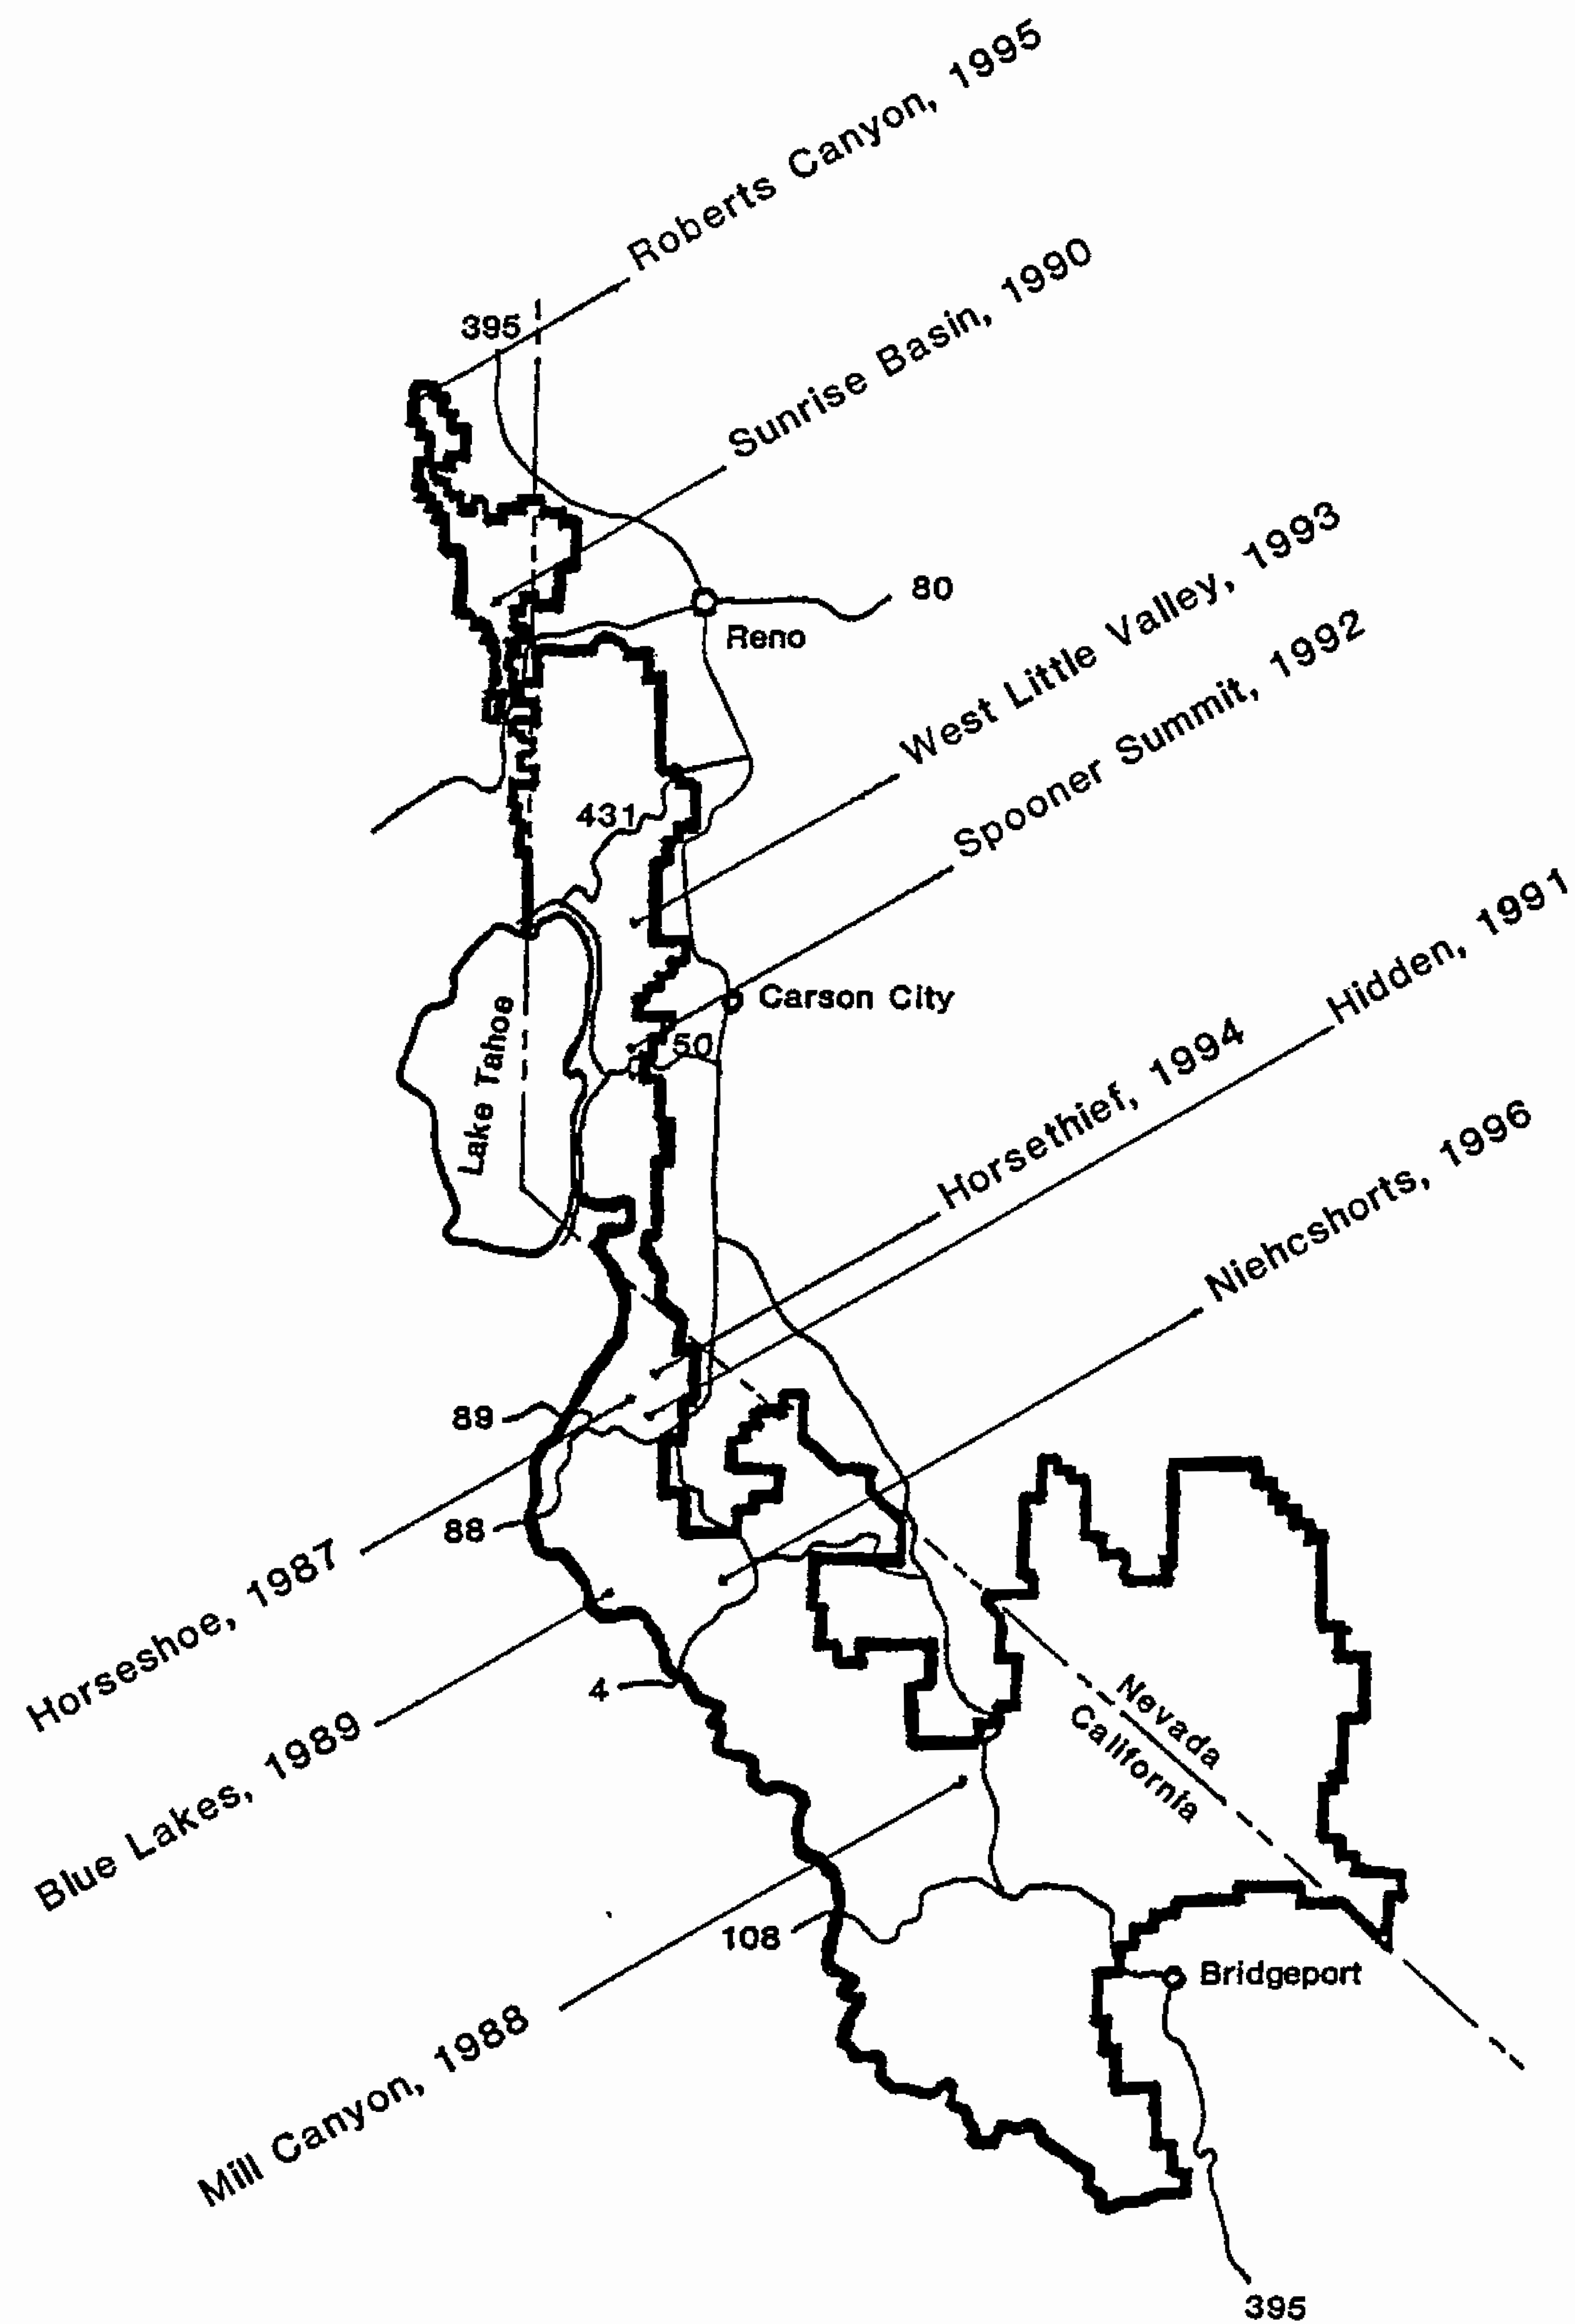 Roberts Canyon, 1995
Sunrise Basin, 1990
395
80
Reno
West Little Valley, 1993
Spooner Summit, 1992
431
Hidden, 1991
Carson City
Lake Tahoe
50
Horsethief, 1994
Niehcshorts, 1996
89
88
Horseshoe, 1987
Blue Lakes, 1989
4
Nevada
California
108
Bridgeport
Mill Canyon, 1988
395